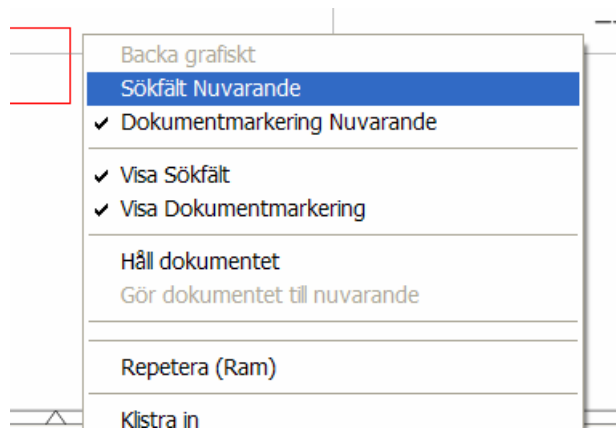 Backa grafiskt
Sökfält Nuvarande
Dokumentmarkering Nuvarande
Visa Sökfält
Visa Dokumentmarkering
Håll dokumentet
Gör dokumentet till nuvarande
Repetera (Ram)
Klistra in